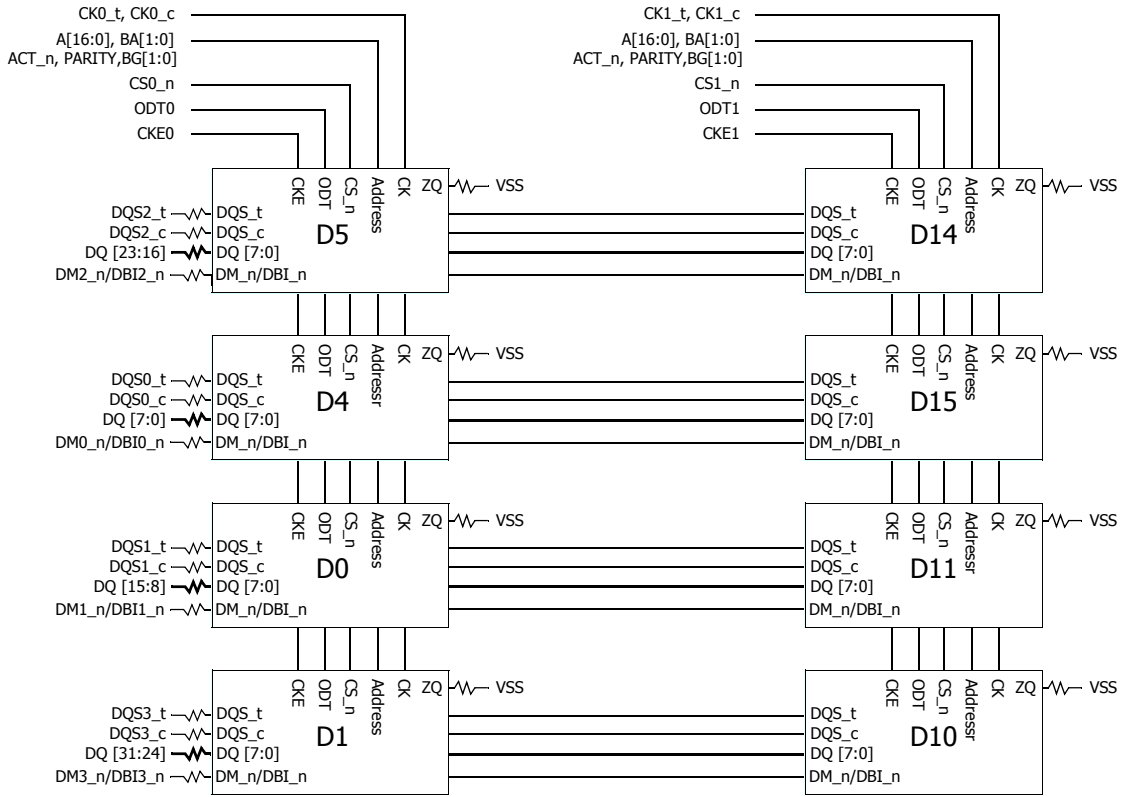 CK0_t, CK0_c
A[16:0], BA[1:0]
ACT_n, PARITY,BG[1:0]
CS0_n
ODT0
CKE0
CK1_t, CK1_c
A[16:0], BA[1:0]
ACT_n, PARITY,BG[1:0]
CS1_n
ODT1
CKE1
CKE
ODT
CS_n
Address
CK
ZQ
VSS
DQS2_t
DQS_t
DQS2_c
DQS_c
D5
DQ [23:16]
DQ [7:0]
DM2_n/DBI2_n
DM_n/DBI_n
CKE
ODT
CS_n
Address
CK
ZQ
VSS
DQS_t
DQS_c
D14
DQ [7:0]
DM_n/DBI_n
CKE
ODT
CS_n
Addressr
CK
ZQ
VSS
DQS0_t
DQS_t
DQS0_c
DQS_c
D4
DQ [7:0]
DQ [7:0]
DM0_n/DBI0_n
DM_n/DBI_n
CKE
ODT
CS_n
Address
CK
ZQ
VSS
DQS_t
DQS_c
D15
DQ [7:0]
DM_n/DBI_n
CKE
ODT
CS_n
Address
CK
ZQ
VSS
DQS1_t
DQS_t
DQS1_c
DQS_c
D0
DQ [15:8]
DQ [7:0]
DM1_n/DBI1_n
DM_n/DBI_n
CKE
ODT
CS_n
Addressr
CK
ZQ
VSS
DQS_t
DQS_c
D11
DQ [7:0]
DM_n/DBI_n
CKE
ODT
CS_n
Address
CK
ZQ
VSS
DQS3_t
DQS_t
DQS3_c
DQS_c
D1
DQ [31:24]
DQ [7:0]
DM3_n/DBI3_n
DM_n/DBI_n
CKE
ODT
CS_n
Addressr
CK
ZQ
VSS
DQS_t
DQS_c
D10
DQ [7:0]
DM_n/DBI_n